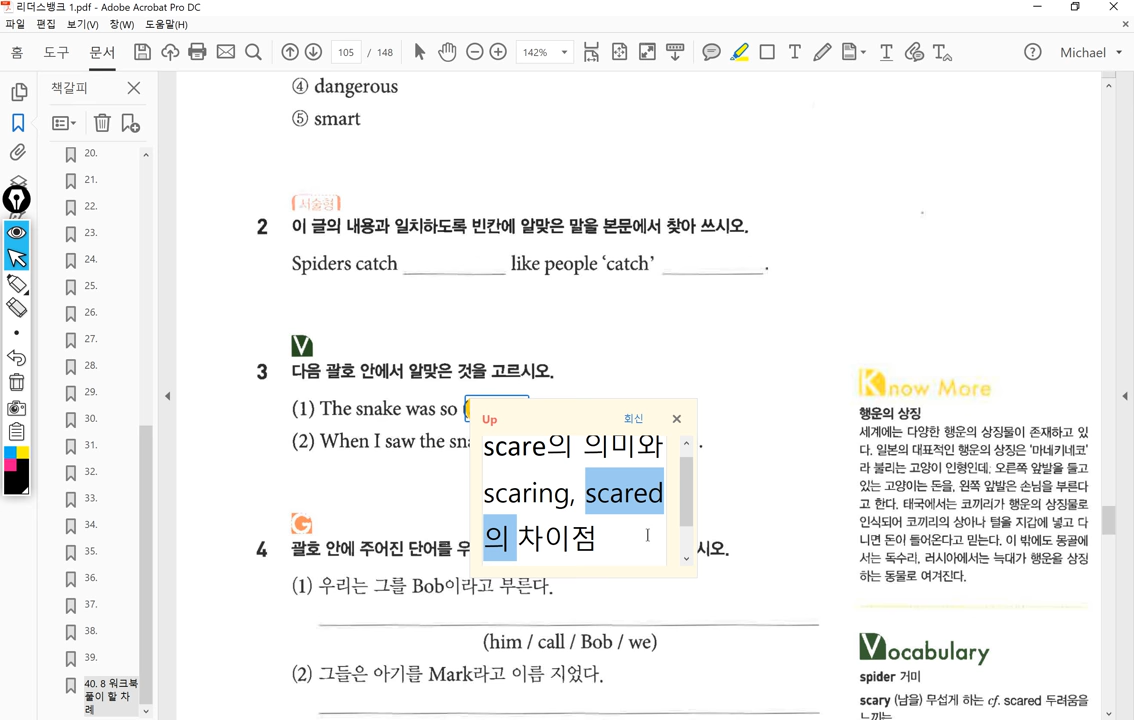 리더스뱅크 1.pdf - Adobe Acrobat Pro DC
파일 편집 보기(V) 창(W) 도움말(H)
홈 도구 문서 105 / 148 142% Michael
책갈피
20.
21.
22.
23.
24.
25.
26.
27.
28.
29.
30.
31.
32.
33.
34.
35.
36.
37.
38.
39.
40. 8 워크북
풀이 할 차
례
④ dangerous
⑤ smart
서술형
2 이 글의 내용과 일치하도록 빈칸에 알맞은 말을 본문에서 찾아 쓰시오.
Spiders catch ____________ like people ‘catch’ ____________.
V
3 다음 괄호 안에서 알맞은 것을 고르시오.
(1) The snake was so
(2) When I saw the sna .
Up 회신
scare의 의미와
scaring, scared
의 차이점
G
4 괄호 안에 주어진 단어를 우 시오.
(1) 우리는 그를 Bob이라고 부른다.
(him / call / Bob / we)
(2) 그들은 아기를 Mark라고 이름 지었다.
Know More
행운의 상징
세계에는 다양한 행운의 상징물이 존재하고 있
다. 일본의 대표적인 행운의 상징은 ‘마네키네코’
라 불리는 고양이 인형인데, 오른쪽 앞발을 들고
있는 고양이는 돈을, 왼쪽 앞발은 손님을 부른다
고 한다. 태국에서는 코끼리가 행운의 상징물로
인식되어 코끼리의 상아나 털을 지갑에 넣고 다
니면 돈이 들어온다고 믿는다. 이 밖에도 몽골에
서는 독수리, 러시아에서는 늑대가 행운을 상징
하는 동물로 여겨진다.
Vocabulary
spider 거미
scary (남을) 무섭게 하는 cf. scared 두려움을
느끼는